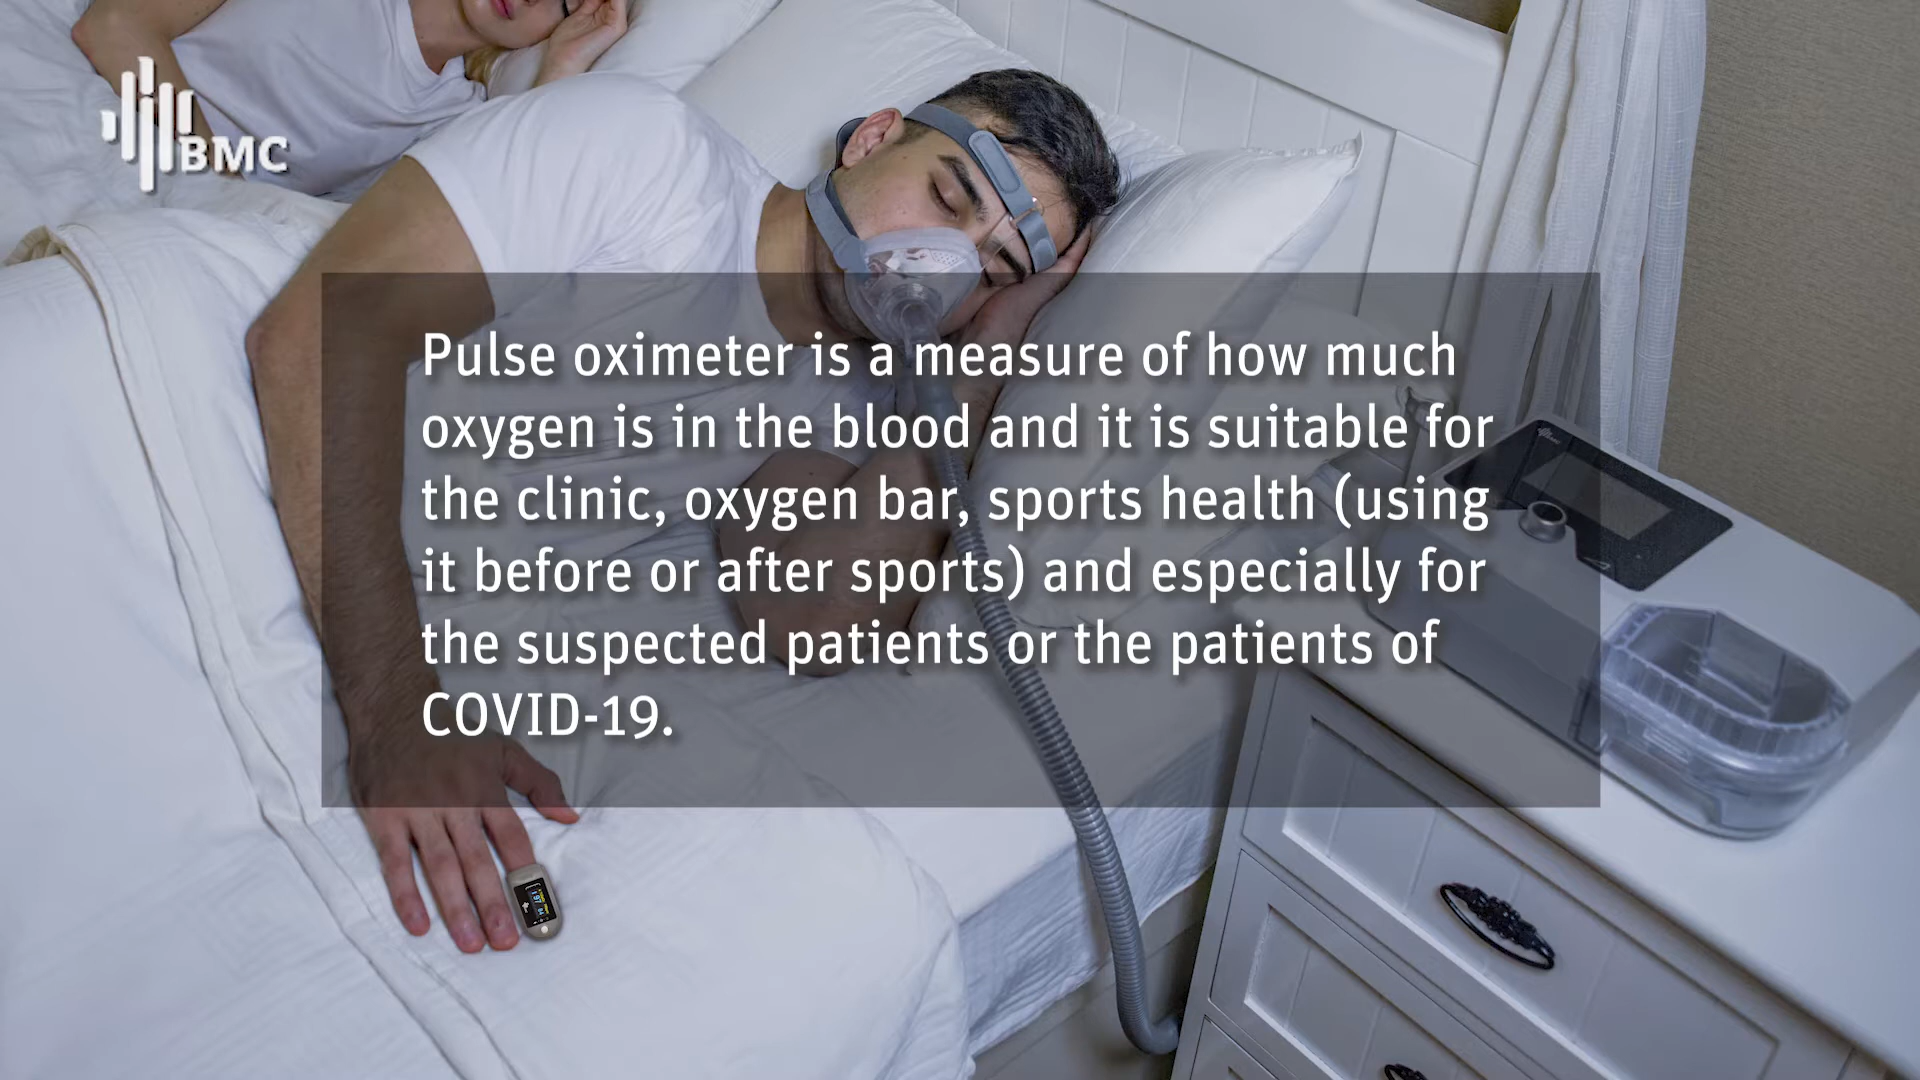 BMC
Pulse oximeter is a measure of how much
oxygen is in the blood and it is suitable for
the clinic, oxygen bar, sports health (using
it before or after sports) and especially for
the suspected patients or the patients of
COVID-19.